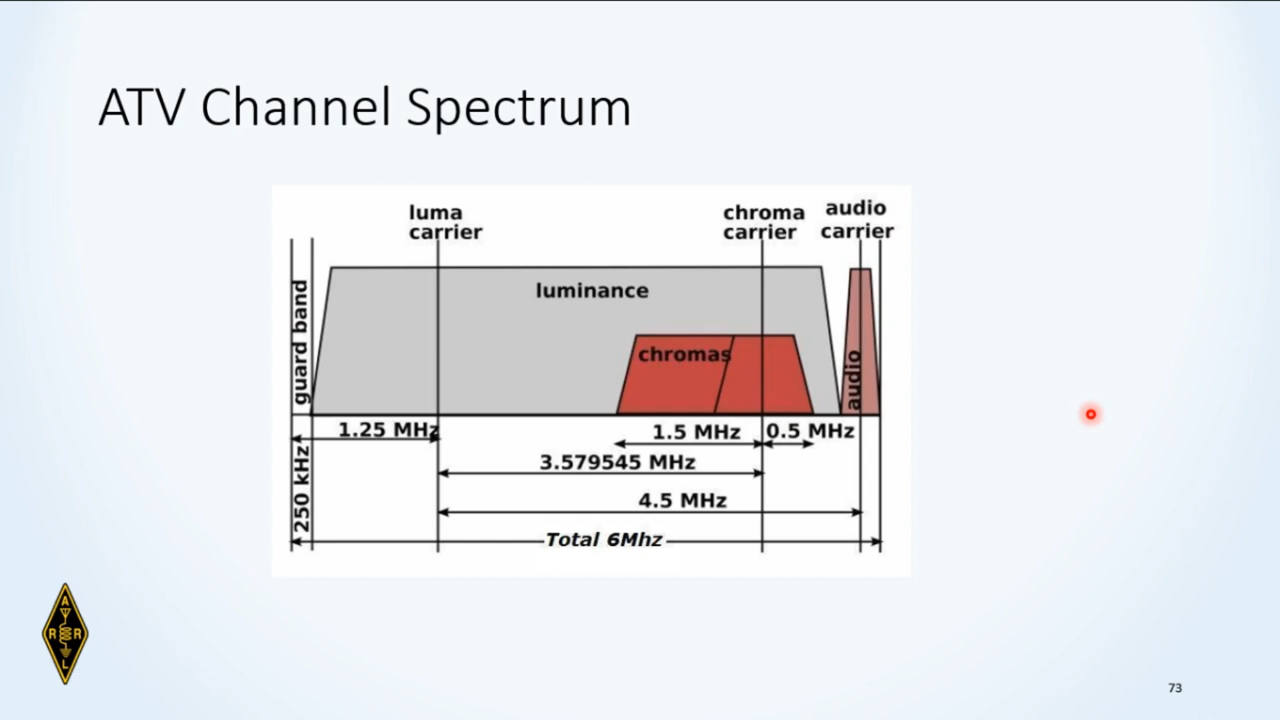 ATV Channel Spectrum
luma
carrier
chroma
carrier
audio
carrier
guard band
luminance
chromas
audio
1.25 MHz
1.5 MHz
0.5 MHz
250 kHz
3.579545 MHz
4.5 MHz
Total 6Mhz
A
R R
L
73